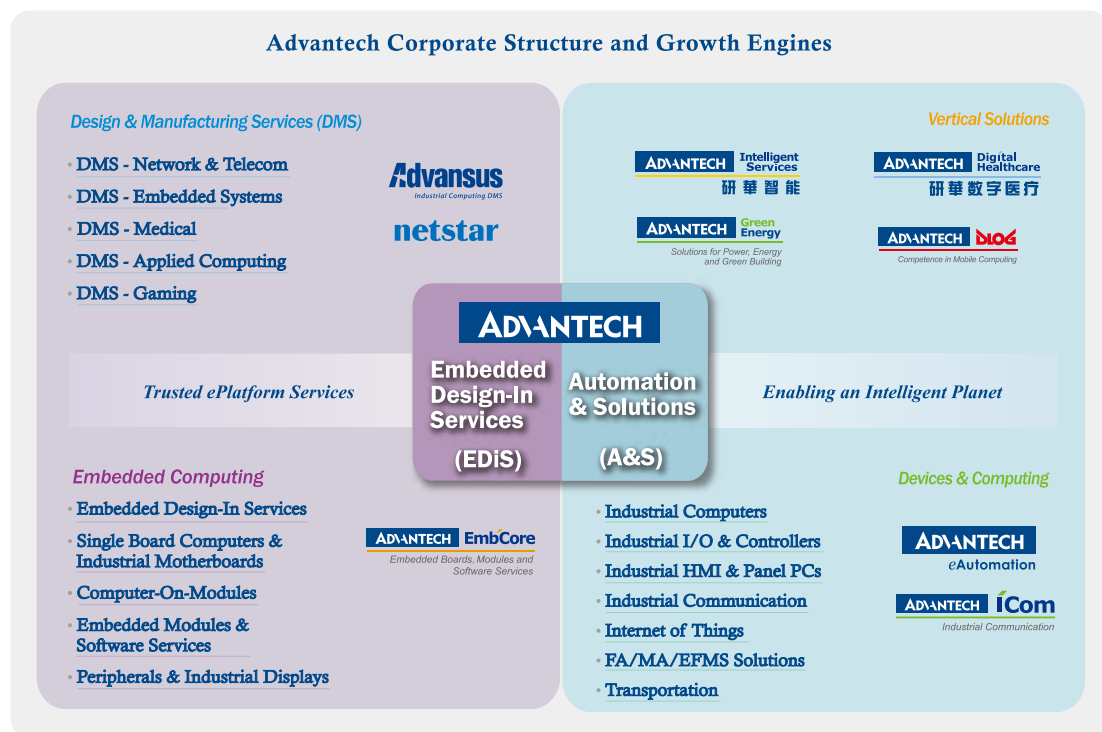 Advantech Corporate Structure and Growth Engines
Design & Manufacturing Services (DMS)
• DMS - Network & Telecom
• DMS - Embedded Systems
• DMS - Medical
• DMS - Applied Computing
• DMS - Gaming
Advansus
Industrial Computing DMS
netstar
Vertical Solutions
ADVANTECH Intelligent
Services
研華智能
ADVANTECH Digital
Healthcare
研華数字医疗
ADVANTECH Green
Energy
Solutions for Power, Energy
and Green Building
ADVANTECH DLOG
Competence in Mobile Computing
ADVANTECH
Embedded
Design-In
Services
(EDiS)
Automation
& Solutions
(A&S)
Trusted ePlatform Services
Enabling an Intelligent Planet
Embedded Computing
• Embedded Design-In Services
• Single Board Computers &
Industrial Motherboards
• Computer-On-Modules
• Embedded Modules &
Software Services
• Peripherals & Industrial Displays
ADVANTECH EmbCore
Embedded Boards, Modules and
Software Services
Devices & Computing
• Industrial Computers
• Industrial I/O & Controllers
• Industrial HMI & Panel PCs
• Industrial Communication
• Internet of Things
• FA/MA/EFMS Solutions
• Transportation
ADVANTECH
eAutomation
ADVANTECH iCom
Industrial Communication